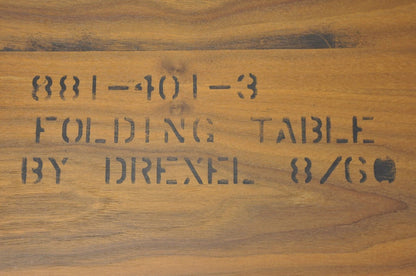 881-401-3
FOLDING TABLE
BY DREXEL 8/60